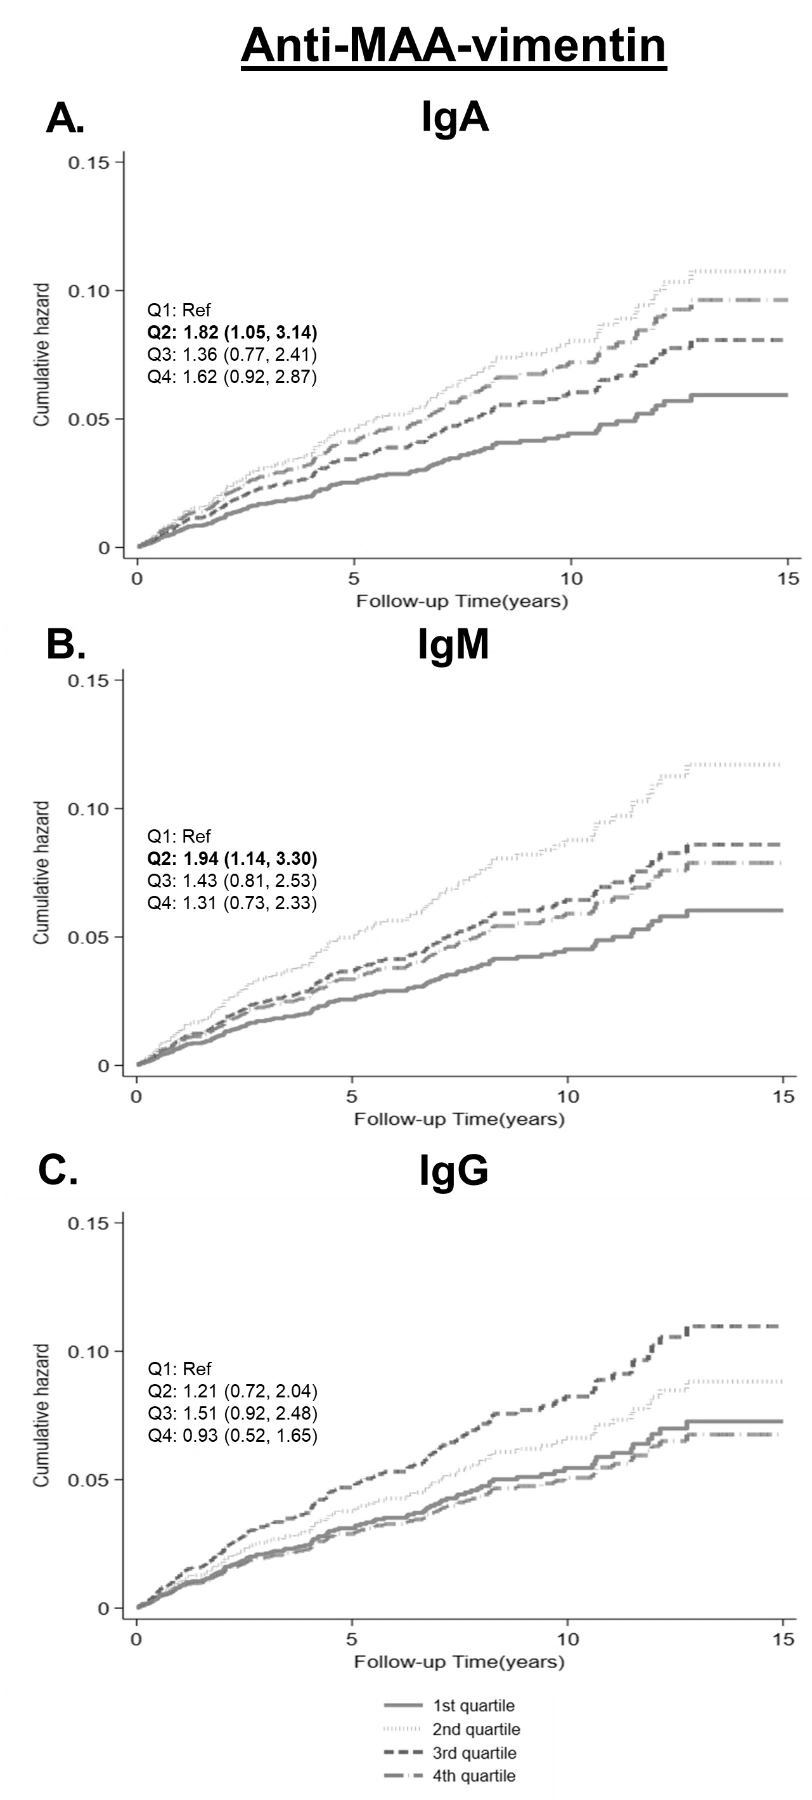 Anti-MAA-vimentin
A.
IgA
0.15
0.10
0.05
0
Cumulative hazard
Q1: Ref
Q2: 1.82 (1.05, 3.14)
Q3: 1.36 (0.77, 2.41)
Q4: 1.62 (0.92, 2.87)
0 5 10 15
Follow-up Time(years)
B.
IgM
0.15
0.10
0.05
0
Cumulative hazard
Q1: Ref
Q2: 1.94 (1.14, 3.30)
Q3: 1.43 (0.81, 2.53)
Q4: 1.31 (0.73, 2.33)
0 5 10 15
Follow-up Time(years)
C.
IgG
0.15
0.10
0.05
0
Cumulative hazard
Q1: Ref
Q2: 1.21 (0.72, 2.04)
Q3: 1.51 (0.92, 2.48)
Q4: 0.93 (0.52, 1.65)
0 5 10 15
Follow-up Time(years)
1st quartile
2nd quartile
3rd quartile
4th quartile